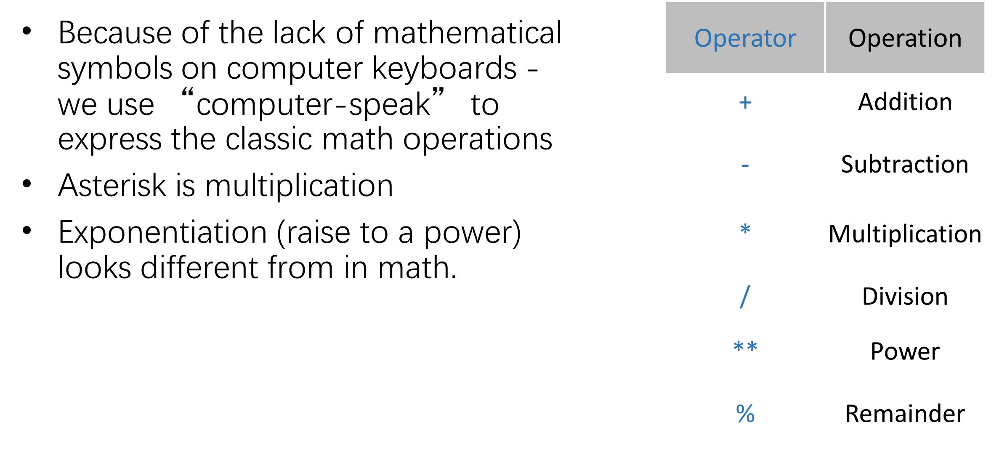 • Because of the lack of mathematical
symbols on computer keyboards -
we use “computer-speak” to
express the classic math operations
• Asterisk is multiplication
• Exponentiation (raise to a power)
looks different from in math.
Operator Operation
+ Addition
- Subtraction
* Multiplication
/ Division
** Power
% Remainder